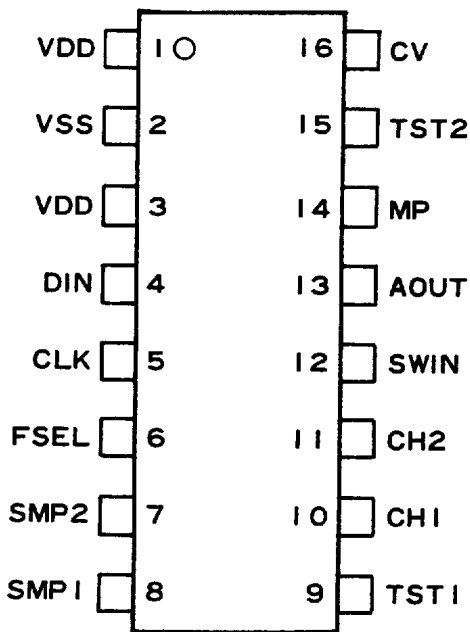 VDD 1 16 CV
VSS 2 15 TST2
VDD 3 14 MP
DIN 4 13 AOUT
CLK 5 12 SWIN
FSEL 6 11 CH2
SMP2 7 10 CH1
SMP1 8 9 TST1